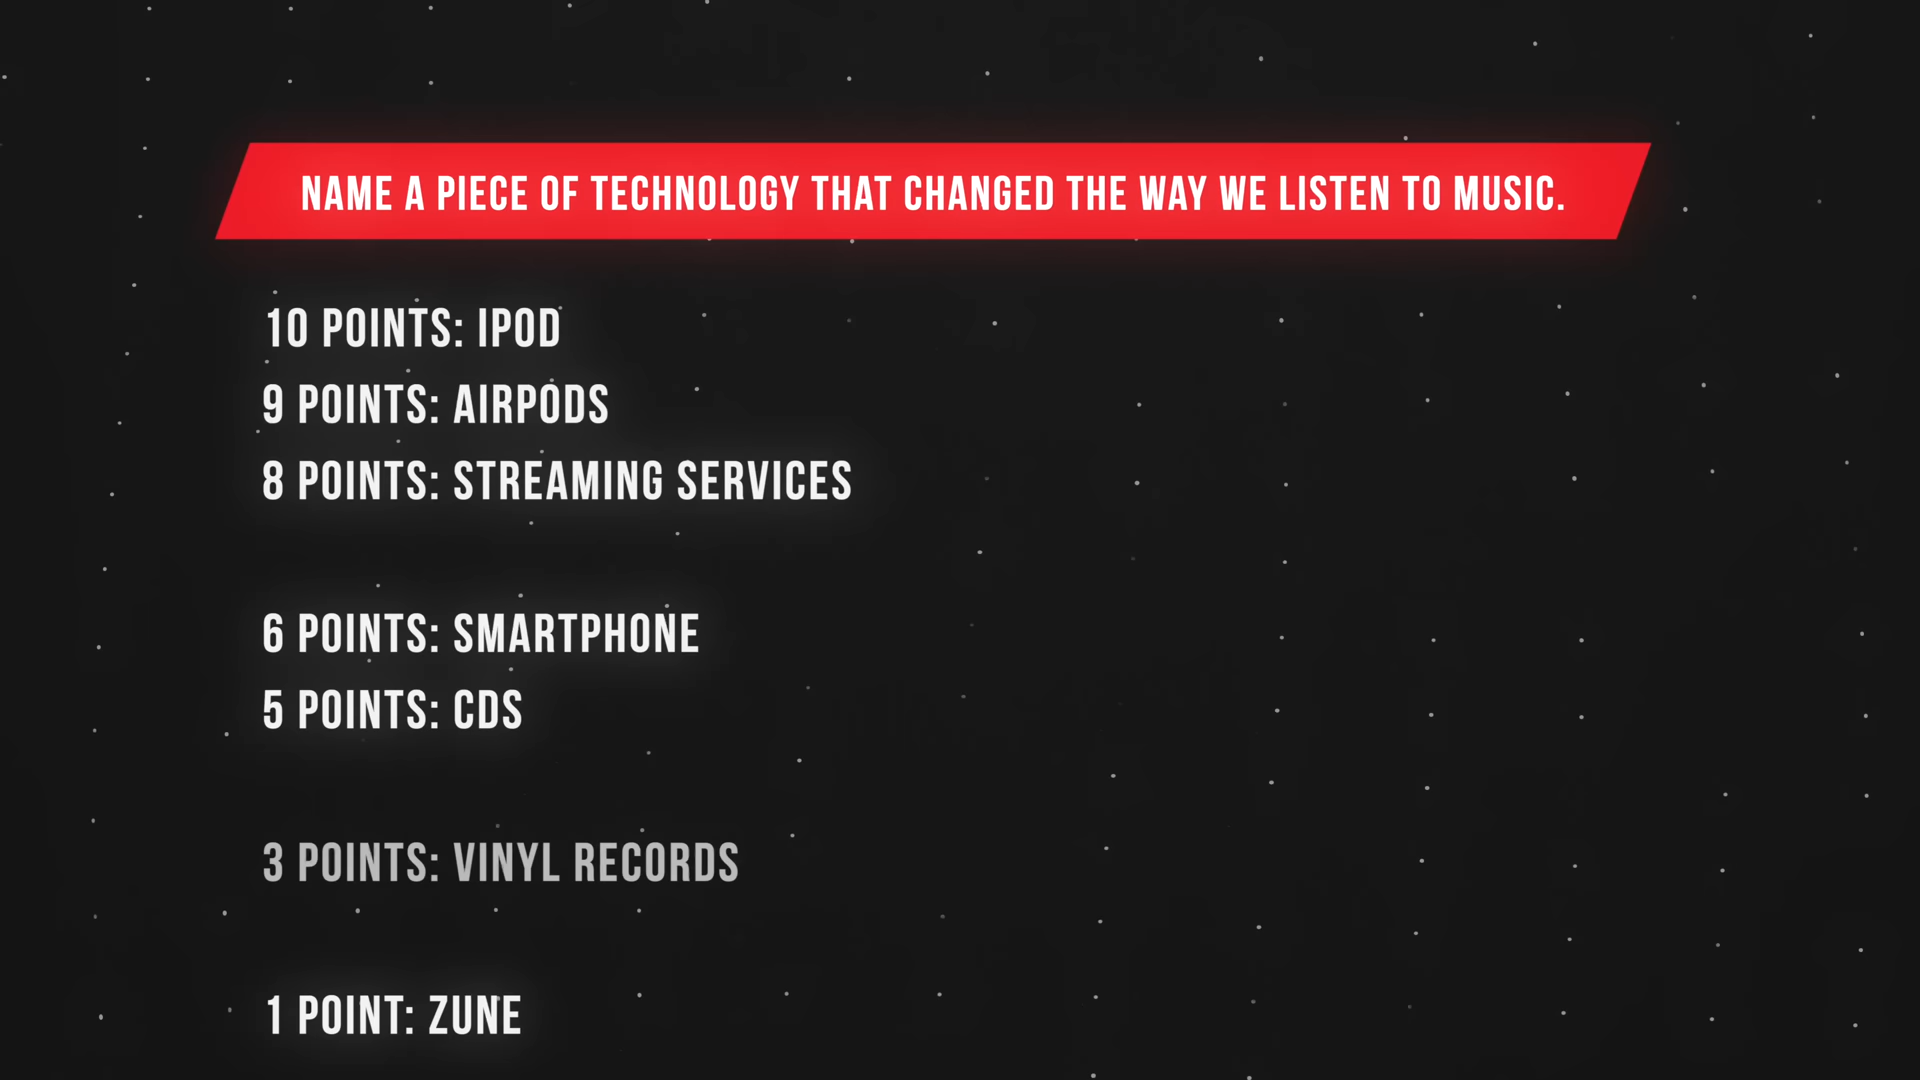 NAME A PIECE OF TECHNOLOGY THAT CHANGED THE WAY WE LISTEN TO MUSIC.
10 POINTS: IPOD
9 POINTS: AIRPODS
8 POINTS: STREAMING SERVICES
6 POINTS: SMARTPHONE
5 POINTS: CDS
3 POINTS: VINYL RECORDS
1 POINT: ZUNE